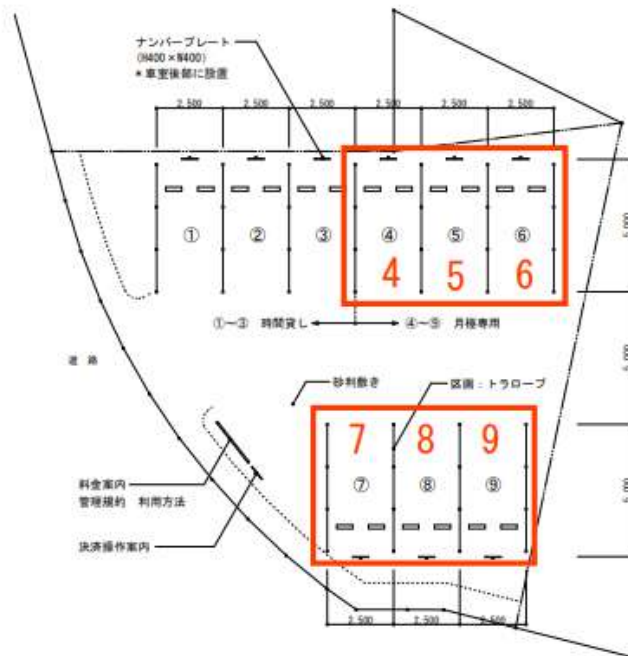 ナンバープレート
(H400×W400)
*車室後部に設置
2,500 2,500 2,500 2,500 2,500 2,500
① ② ③ ④ ⑤ ⑥
4 5 6
①～③ 時間貸し ④～⑨ 月極専用
道路
砂利敷き
区画：トラロープ
7 8 9
⑦ ⑧ ⑨
料金案内
管理規約 利用方法
決済操作案内
2,500 2,500 2,500